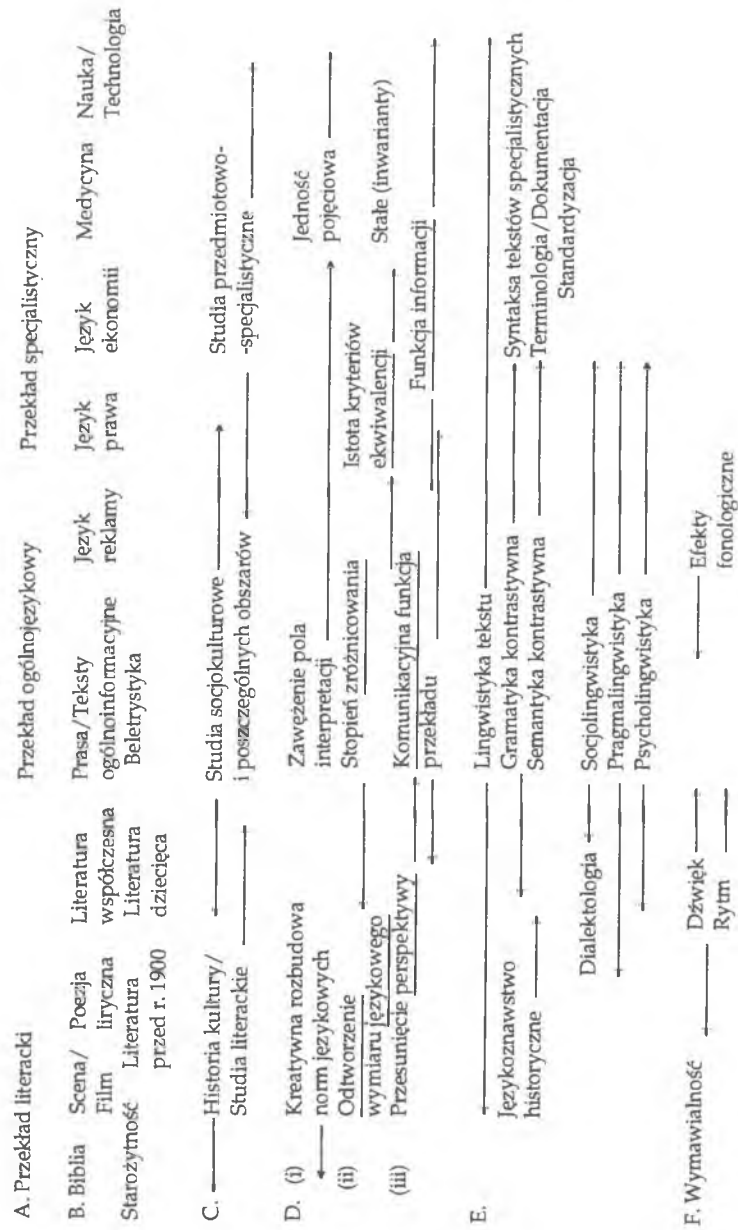 A. Przekład literacki Przekład ogólnojęzykowy Przekład specjalistyczny
B. Biblia Scena/ Poezja Literatura Prasa/Teksty Język Język Język Medycyna Nauka/
Film liryczna współczesna ogólnoinformacyjne reklamy prawa ekonomii Technologia
Starożytność Literatura Literatura Beletrystyka
przed r. 1900 dziecięca
C. Historia kultury/ Studia socjokulturowe Studia przedmiotowo-
Studia literackie i poszczególnych obszarów -specjalistyczne
D. (i) Kreatywna rozbudowa Zawężenie pola Jedność
norm językowych interpretacji pojęciowa
(ii) Odtworzenie Stopień zróżnicowania Istota kryteriów Stałe (inwarianty)
wymiaru językowego ekwiwalencji
(iii) Przesunięcie perspektywy Komunikacyjna funkcja Funkcja informacji
przekładu
E. Lingwistyka tekstu
Językoznawstwo Gramatyka kontrastywna Syntaksa tekstów specjalistycznych
historyczne Semantyka kontrastywna Terminologia/Dokumentacja
Standardyzacja
Dialektologia Socjolingwistyka
Pragmalingwistyka
Psycholingwistyka
F. Wymawialność Dźwięk Efekty
Rytm fonologiczne